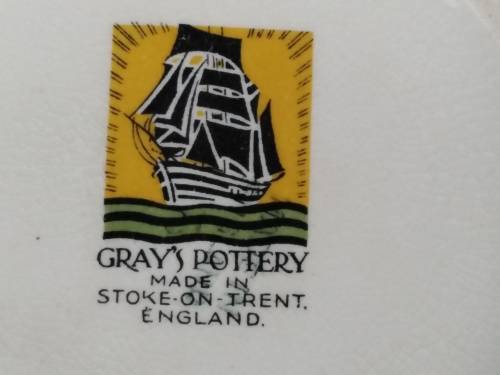 GRAY'S POTTERY
MADE IN
STOKE-ON-TRENT.
ENGLAND.